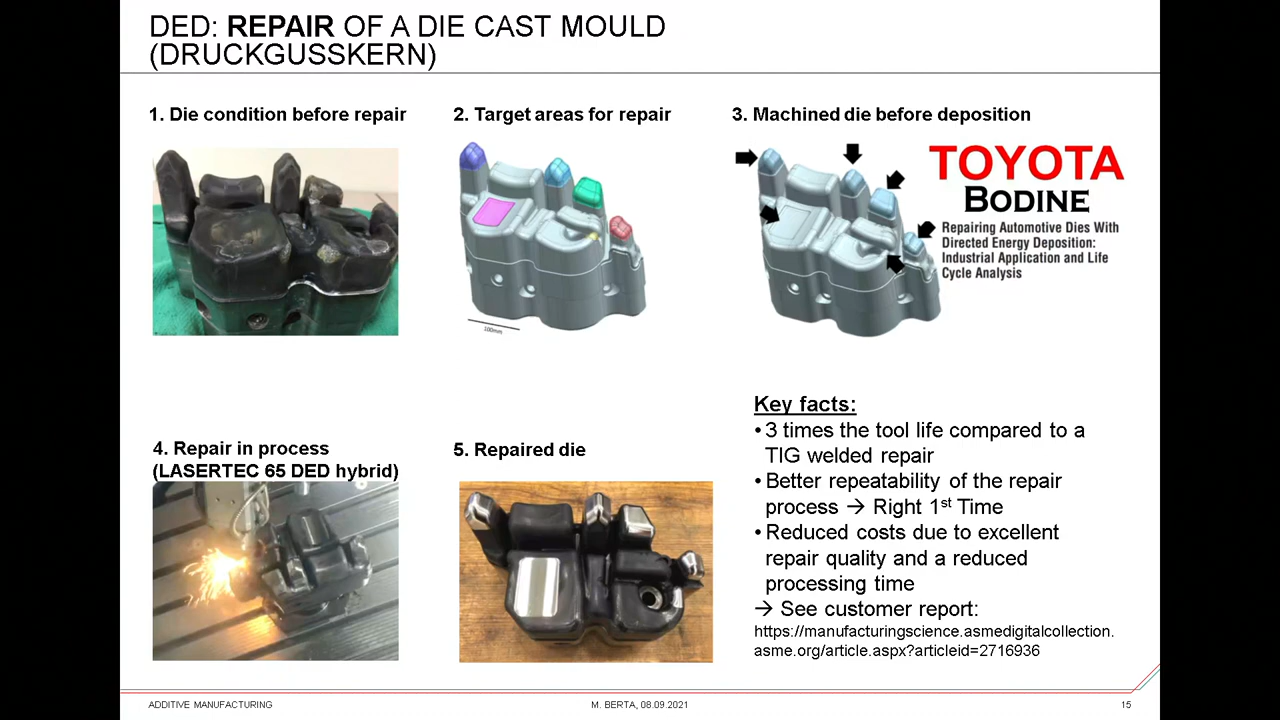 DED: REPAIR OF A DIE CAST MOULD
(DRUCKGUSSKERN)
1. Die condition before repair
2. Target areas for repair
100mm
3. Machined die before deposition
TOYOTA
BODINE
Repairing Automotive Dies With
Directed Energy Deposition:
Industrial Application and Life
Cycle Analysis
4. Repair in process
(LASERTEC 65 DED hybrid)
5. Repaired die
Key facts:
• 3 times the tool life compared to a
TIG welded repair
• Better repeatability of the repair
process → Right 1st Time
• Reduced costs due to excellent
repair quality and a reduced
processing time
→ See customer report:
https://manufacturingscience.asmedigitalcollection.
asme.org/article.aspx?articleid=2716936
ADDITIVE MANUFACTURING
M. BERTA, 08.09.2021
15